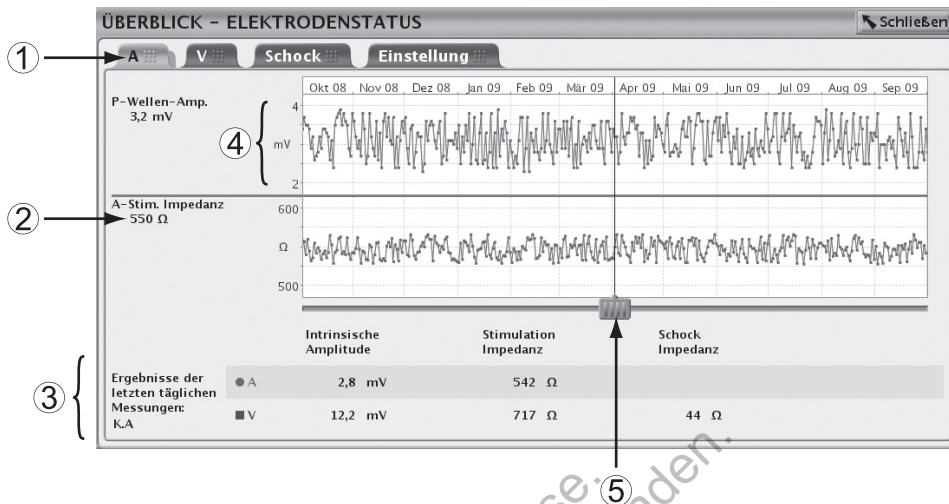 ÜBERBLICK – ELEKTRODENSTATUS
Schließen
① A V Schock Einstellung
Okt 08 Nov 08 Dez 08 Jan 09 Feb 09 Mär 09 Apr 09 Mai 09 Jun 09 Jul 09 Aug 09 Sep 09
P-Wellen-Amp.
3,2 mV
④
4
mV
2
A-Stim. Impedanz
② 550 Ω
600
Ω
500
Intrinsische Amplitude
Stimulation Impedanz
Schock Impedanz
③
Ergebnisse der letzten täglichen Messungen:
K.A
A 2,8 mV 542 Ω
V 12,2 mV 717 Ω 44 Ω
⑤